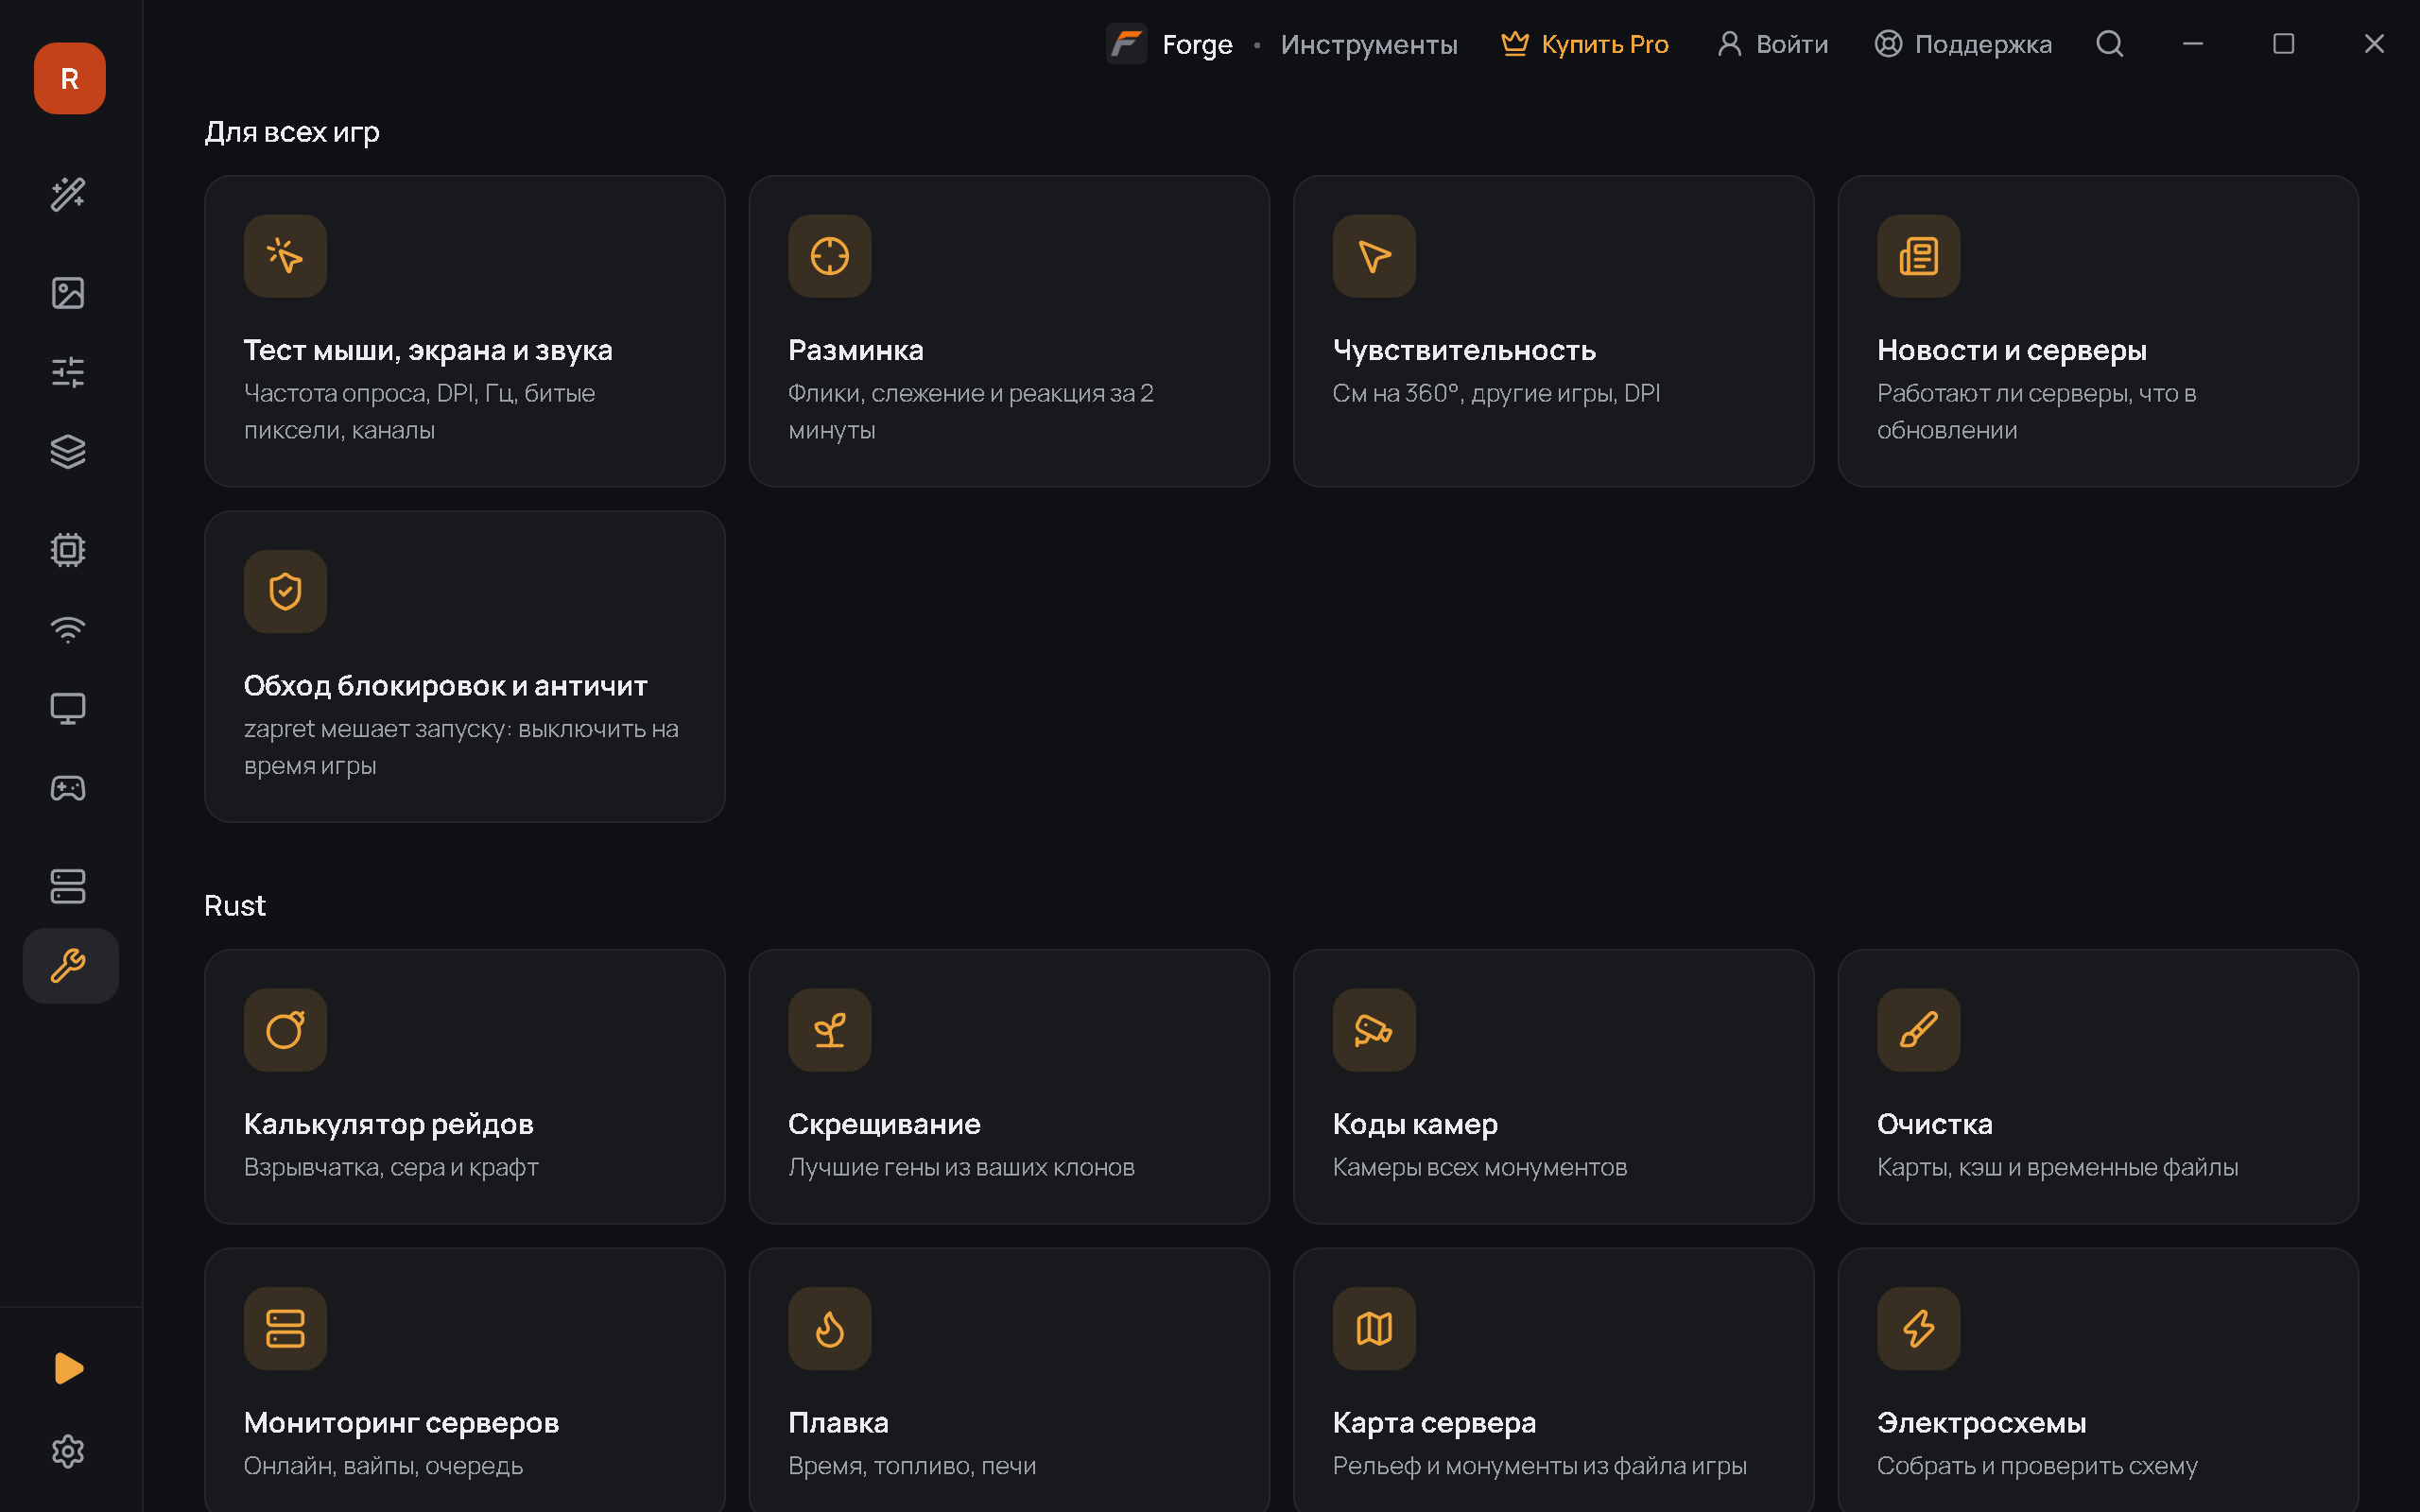 R
Forge • Инструменты
Купить Pro
Войти
Поддержка
Для всех игр
Тест мыши, экрана и звука
Частота опроса, DPI, Гц, битые
пиксели, каналы
Разминка
Флики, слежение и реакция за 2
минуты
Чувствительность
См на 360°, другие игры, DPI
Новости и серверы
Работают ли серверы, что в
обновлении
Обход блокировок и античит
zapret мешает запуску: выключить на
время игры
Rust
Калькулятор рейдов
Взрывчатка, сера и крафт
Скрещивание
Лучшие гены из ваших клонов
Коды камер
Камеры всех монументов
Очистка
Карты, кэш и временные файлы
Мониторинг серверов
Онлайн, вайпы, очередь
Плавка
Время, топливо, печи
Карта сервера
Рельеф и монументы из файла игры
Электросхемы
Собрать и проверить схему